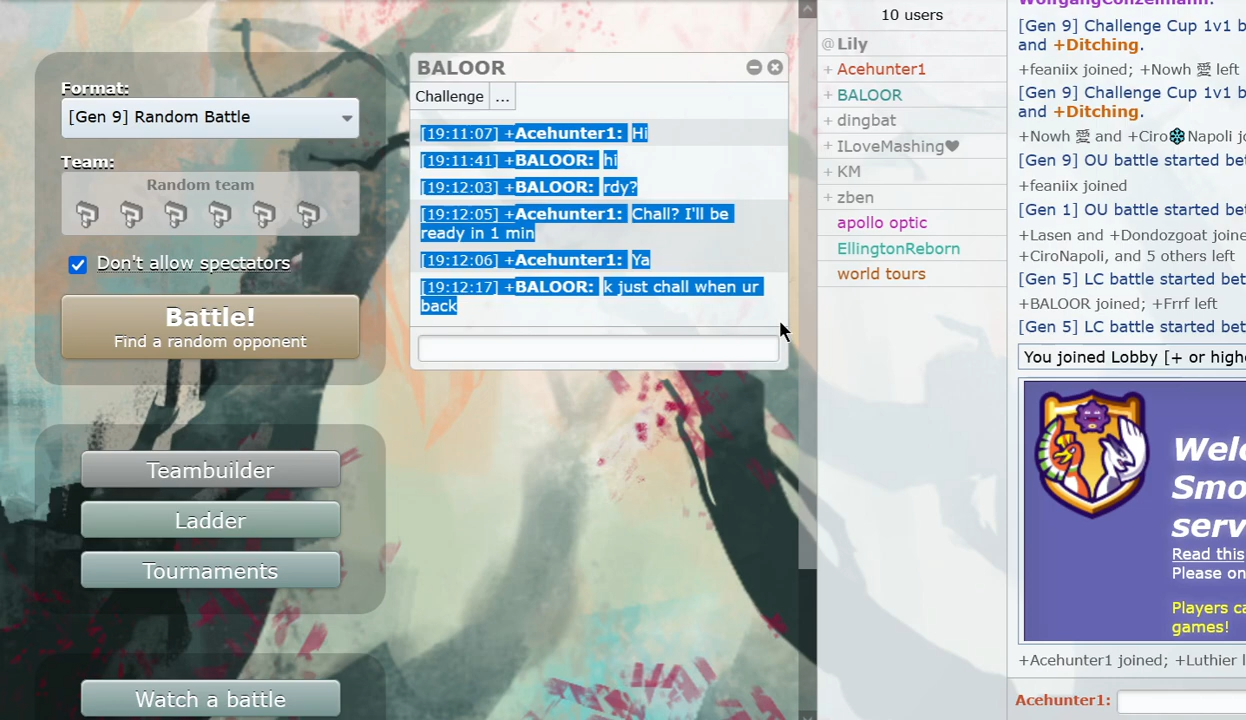 Format:
[Gen 9] Random Battle
Team:
Random team
Don't allow spectators
Battle!
Find a random opponent
Teambuilder
Ladder
Tournaments
Watch a battle
BALOOR
Challenge ...
[19:11:07] +Acehunter1: Hi
[19:11:41] +BALOOR: hi
[19:12:03] +BALOOR: rdy?
[19:12:05] +Acehunter1: Chall? I'll be
ready in 1 min
[19:12:06] +Acehunter1: Ya
[19:12:17] +BALOOR: k just chall when ur
back
10 users
@Lily
+Acehunter1
+BALOOR
+dingbat
+ILoveMashing♥
+KM
+zben
apollo optic
EllingtonReborn
world tours
[Gen 9] Challenge Cup 1v1 b
and +Ditching.
+feaniix joined; +Nowh 愛 left
[Gen 9] Challenge Cup 1v1 b
and +Ditching.
+Nowh 愛 and +Ciro❄Napoli jo
[Gen 9] OU battle started bet
+feaniix joined
[Gen 1] OU battle started bet
+Lasen and +Dondozgoat joine
+CiroNapoli, and 5 others left
[Gen 5] LC battle started bet
+BALOOR joined; +Frrf left
[Gen 5] LC battle started bet
You joined Lobby [+ or highe
Welc
Smo
serv
Read this
Please on
Players ca
games!
+Acehunter1 joined; +Luthier l
Acehunter1: